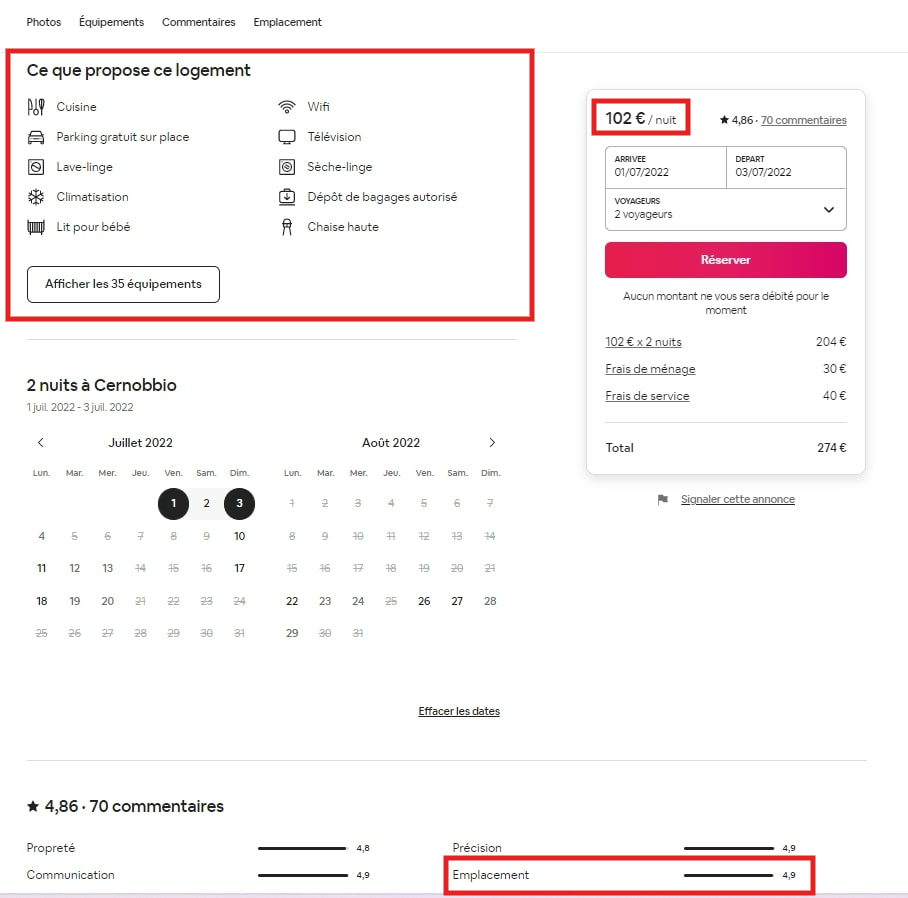 Photos Équipements Commentaires Emplacement
Ce que propose ce logement
Cuisine Wifi
Parking gratuit sur place Télévision
Lave-linge Sèche-linge
Climatisation Dépôt de bagages autorisé
Lit pour bébé Chaise haute
Afficher les 35 équipements
102 € / nuit 4,86 · 70 commentaires
ARRIVEE DEPART
01/07/2022 03/07/2022
VOYAGEURS
2 voyageurs
Réserver
Aucun montant ne vous sera débité pour le
moment
102 € x 2 nuits 204 €
Frais de ménage 30 €
Frais de service 40 €
Total 274 €
Signaler cette annonce
2 nuits à Cernobbio
1 juil. 2022 - 3 juil. 2022
Juillet 2022 Août 2022
Lun. Mar. Mer. Jeu. Ven. Sam. Dim. Lun. Mar. Mer. Jeu. Ven. Sam. Dim.
1 2 3 1 2 3 4 5 6 7
4 5 6 7 8 9 10 8 9 10 11 12 13 14
11 12 13 14 15 16 17 15 16 17 18 19 20 21
18 19 20 21 22 23 24 22 23 24 25 26 27 28
25 26 27 28 29 30 31 29 30 31
Effacer les dates
4,86 · 70 commentaires
Propreté 4,8 Précision 4,9
Communication 4,9 Emplacement 4,9